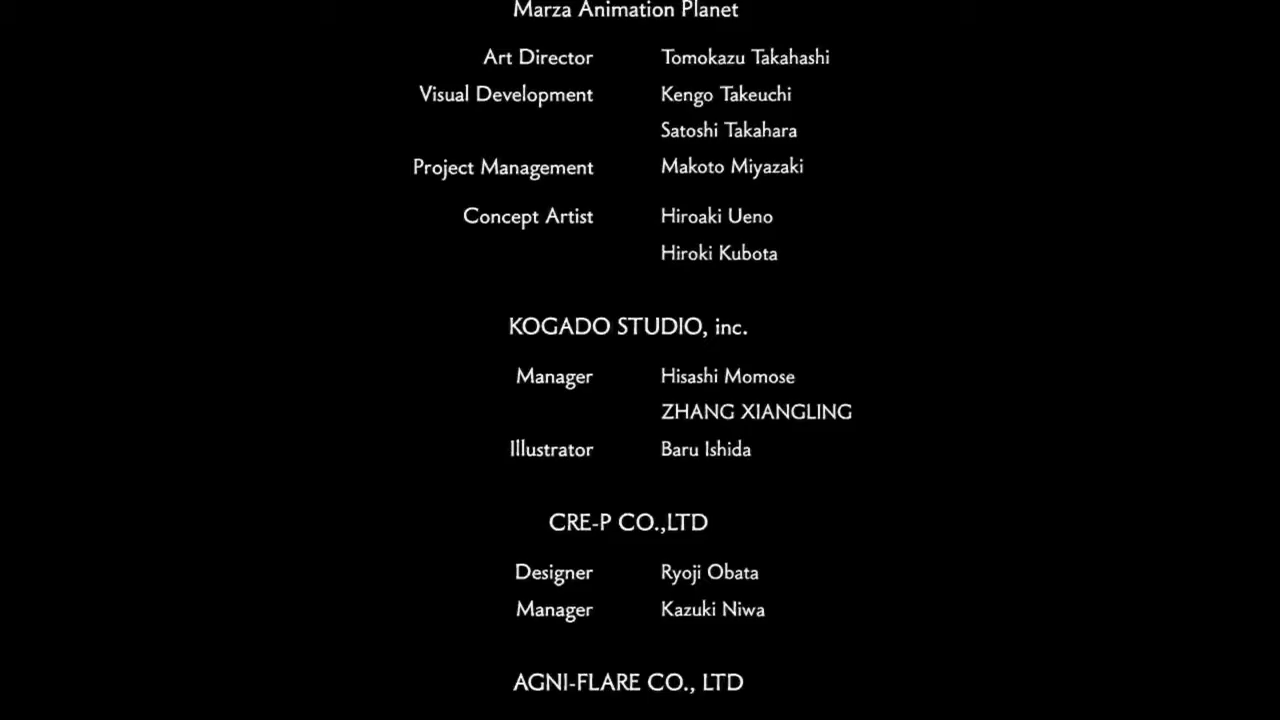 Marza Animation Planet
Art Director Tomokazu Takahashi
Visual Development Kengo Takeuchi
Satoshi Takahara
Project Management Makoto Miyazaki
Concept Artist Hiroaki Ueno
Hiroki Kubota
KOGADO STUDIO, inc.
Manager Hisashi Momose
ZHANG XIANGLING
Illustrator Baru Ishida
CRE-P CO.,LTD
Designer Ryoji Obata
Manager Kazuki Niwa
AGNI-FLARE CO., LTD